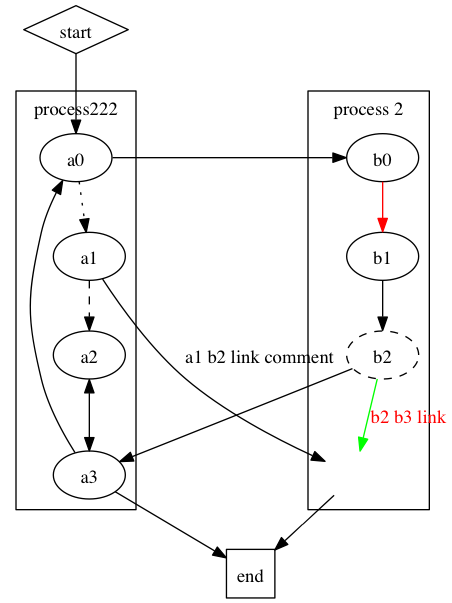 start
process222
process 2
a0
b0
a1
b1
a2
a1 b2 link comment
b2
b2 b3 link
a3
end